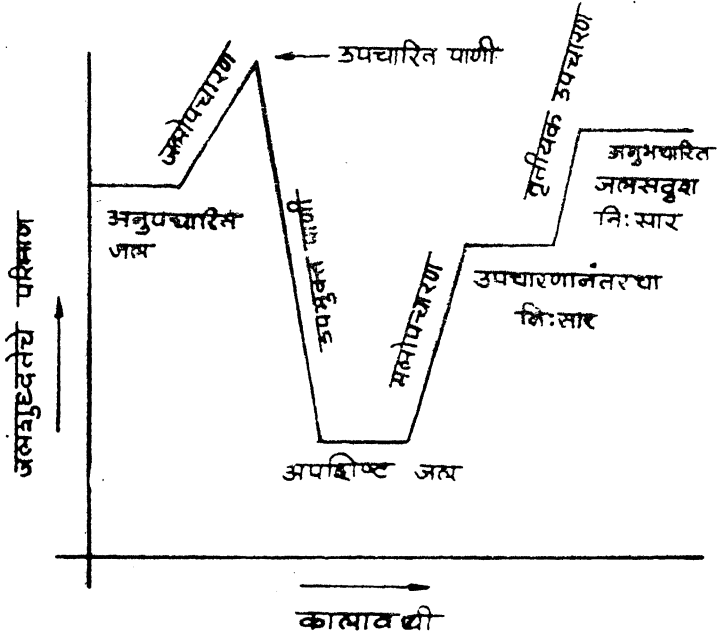 उपचारित पाणी
जलोपचारण
तृतीयक उपचारण
अनुपचारित
जल
उपभुक्त पाणी
मलोपचारण
अनुपचारित
जलसदृश
नि:सार
उपचारणानंतरचा
नि:सार
अपशिष्ट जल
जलशुध्दतेचे परिमाण
कालावधी